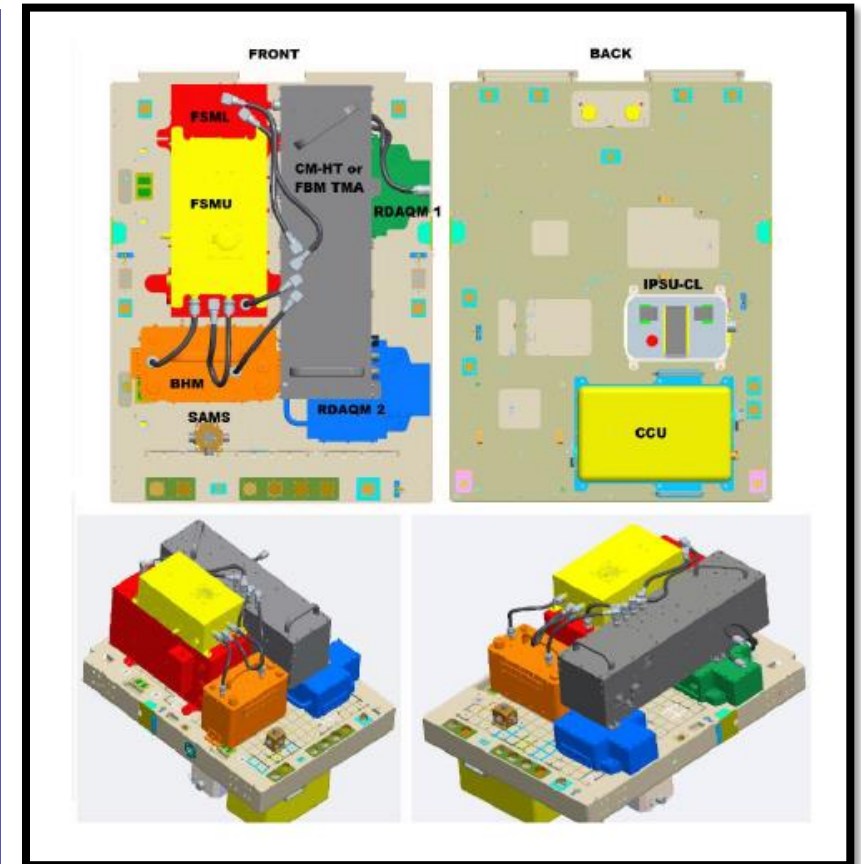 FRONT
BACK
FSML
CM-HT or
FBM TMA
FSMU
RDAQM 1
IPSU-CL
BHM
SAMS
RDAQM 2
CCU